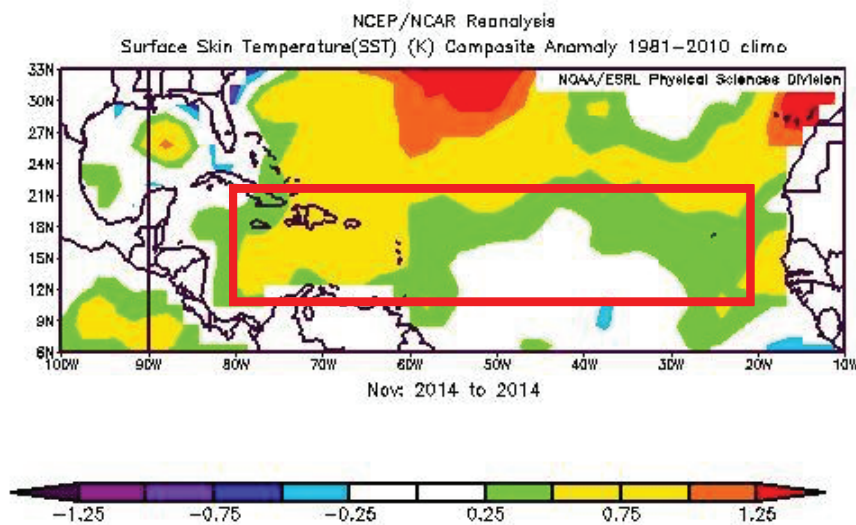 NCEP/NCAR Reanalysis
Surface Skin Temperature(SST) (K) Composite Anomaly 1981-2010 climo
NOAA/ESRL Physical Sciences Division
33N
30N
27N
24N
21N
18N
15N
12N
9N
6N
100W 90W 80W 70W 60W 50W 40W 30W 20W 10W
Nov: 2014 to 2014
-1.25 -0.75 -0.25 0.25 0.75 1.25